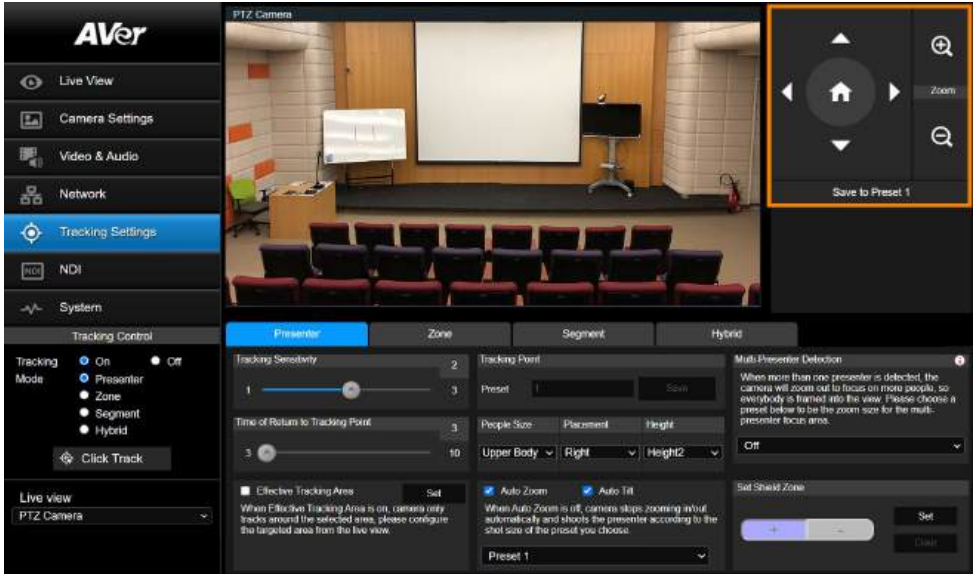 PTZ Camera
AVer
Live View
Camera Settings
Video & Audio
Network
Tracking Settings
NDI
NDI
System
Tracking Control
Tracking
On
Off
Mode
Presenter
Zone
Segment
Hybrid
Click Track
Live view
PTZ Camera
Zoom
Save to Preset 1
Presenter
Zone
Segment
Hybrid
Tracking Sensitivity
2
1
3
Time of Return to Tracking Point
3
3
10
Effective Tracking Area
Set
When Effective Tracking Area is on, camera only
tracks around the selected area, please configure
the targeted area from the live view.
Tracking Point
Preset
1
Save
People Size
Placement
Height
Upper Body
Right
Height2
Auto Zoom
Auto Tilt
When Auto Zoom is off, camera stops zooming in/out
automatically and shoots the presenter according to the
shot size of the preset you choose.
Preset 1
Multi-Presenter Detection
When more than one presenter is detected, the
camera will zoom out to focus on more people, so
everybody is framed into the view. Please choose a
preset below to be the zoom size for the multi-
presenter focus area.
Off
Set Shield Zone
+
-
Set
Clear